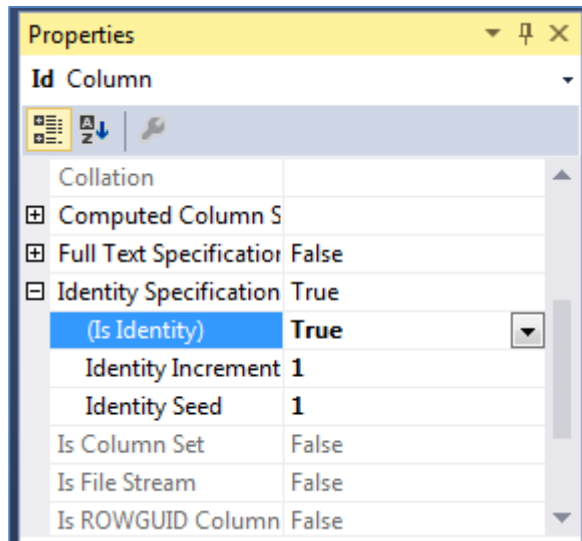 Properties
Id Column
Collation
Computed Column S
Full Text Specification False
Identity Specification True
(Is Identity) True
Identity Increment 1
Identity Seed 1
Is Column Set False
Is File Stream False
Is ROWGUID Column False